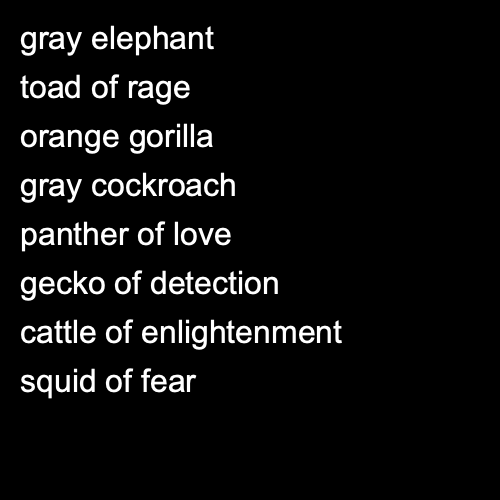 gray elephant
toad of rage
orange gorilla
gray cockroach
panther of love
gecko of detection
cattle of enlightenment
squid of fear